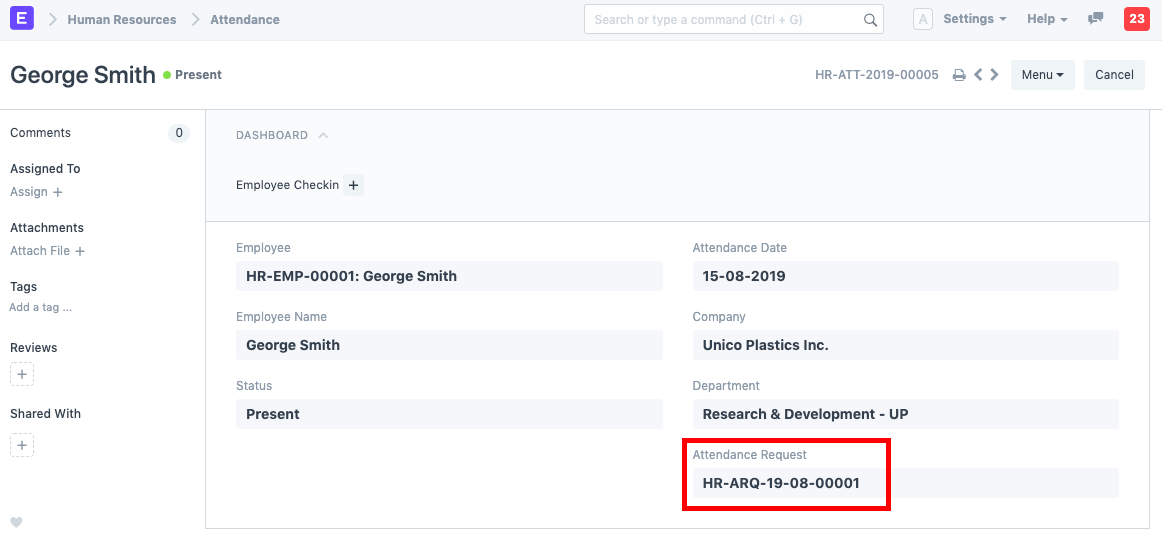 E Human Resources Attendance Search or type a command (Ctrl + G) A Settings Help 23
George Smith Present HR-ATT-2019-00005 Menu Cancel
Comments 0
Assigned To
Assign +
Attachments
Attach File +
Tags
Add a tag ...
Reviews
+
Shared With
+
DASHBOARD
Employee Checkin +
Employee
HR-EMP-00001: George Smith
Employee Name
George Smith
Status
Present
Attendance Date
15-08-2019
Company
Unico Plastics Inc.
Department
Research & Development - UP
Attendance Request
HR-ARQ-19-08-00001